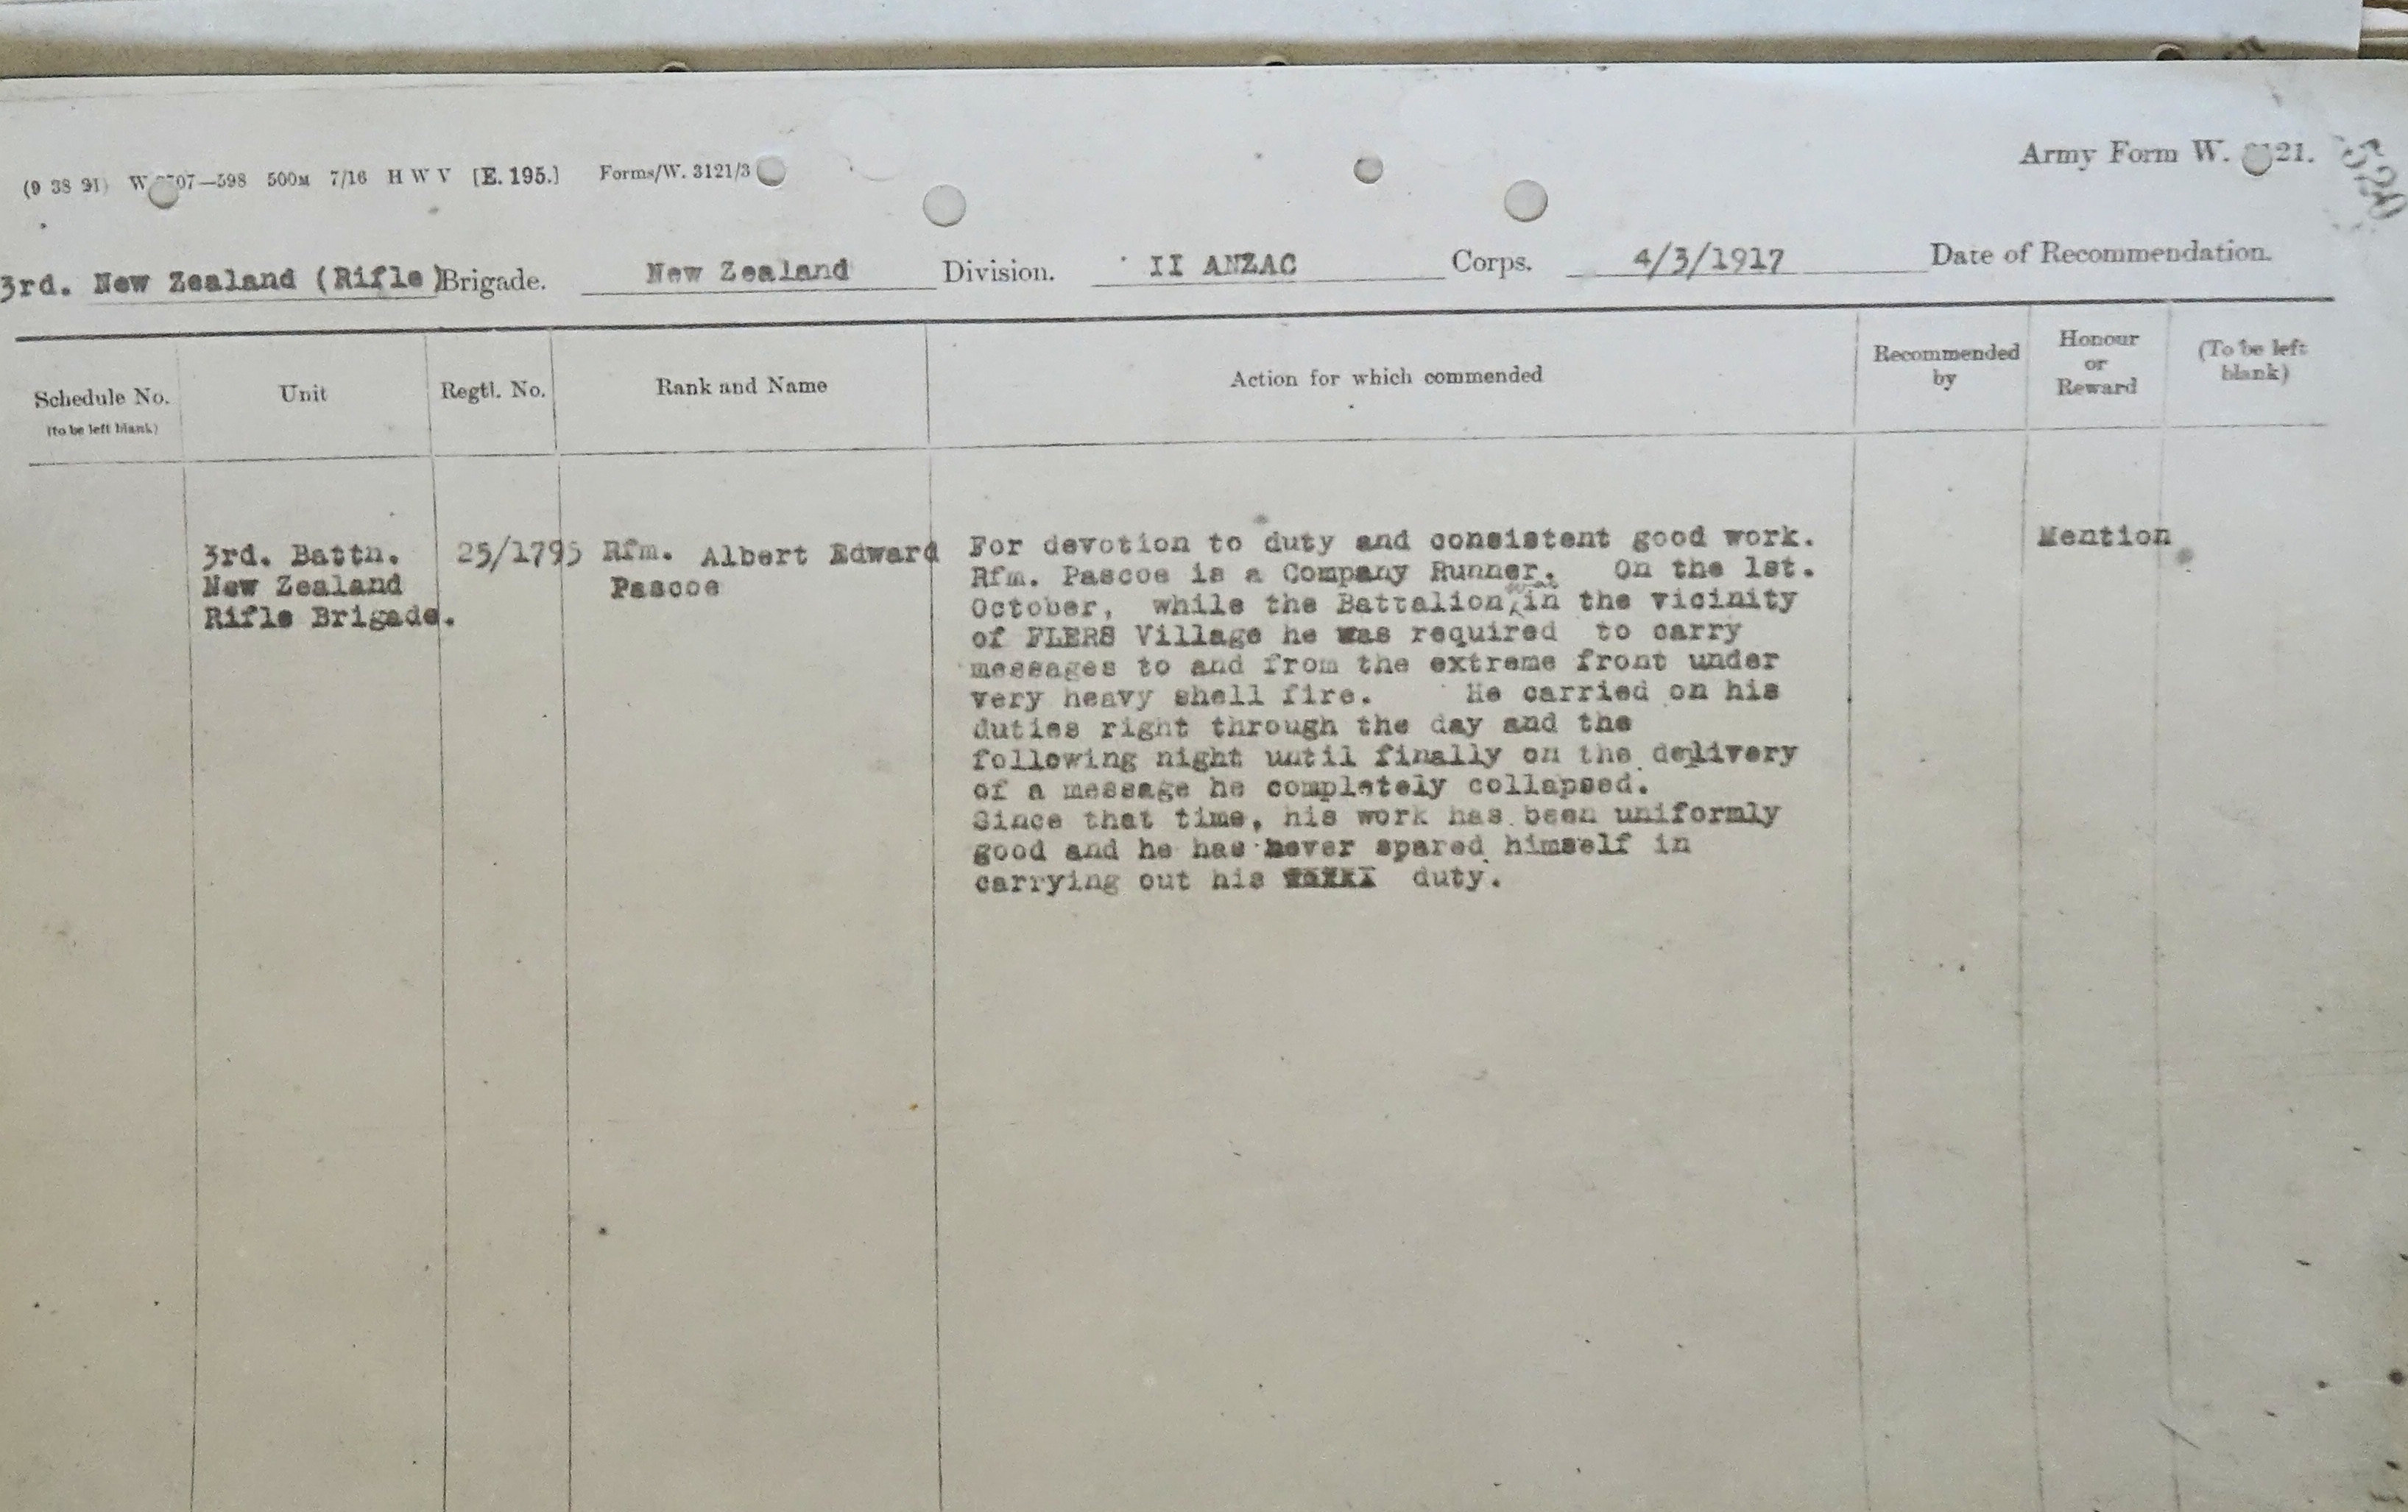 Army Form W. 3121.
(9 38 91) W 07—598 500M 7/16 H W V [E. 195.] Forms/W. 3121/3
520
3rd. New Zealand (Rifle) Brigade. New Zealand Division. II ANZAC Corps. 4/3/1917 Date of Recommendation.
Schedule No.
(to be left blank)
Unit
Regtl. No.
Rank and Name
Action for which commended
Recommended
by
Honour
or
Reward
(To be left
blank)
3rd. Battn.
New Zealand
Rifle Brigade.
25/1795
Rfm. Albert Edward
Pascoe
For devotion to duty and consistent good work.
Rfm. Pascoe is a Company Runner. On the 1st.
October, while the Battalion was in the vicinity
of FLERS Village he was required to carry
messages to and from the extreme front under
very heavy shell fire. He carried on his
duties right through the day and the
following night until finally on the delivery
of a message he completely collapsed.
Since that time, his work has been uniformly
good and he has never spared himself in
carrying out his duty.
Mention